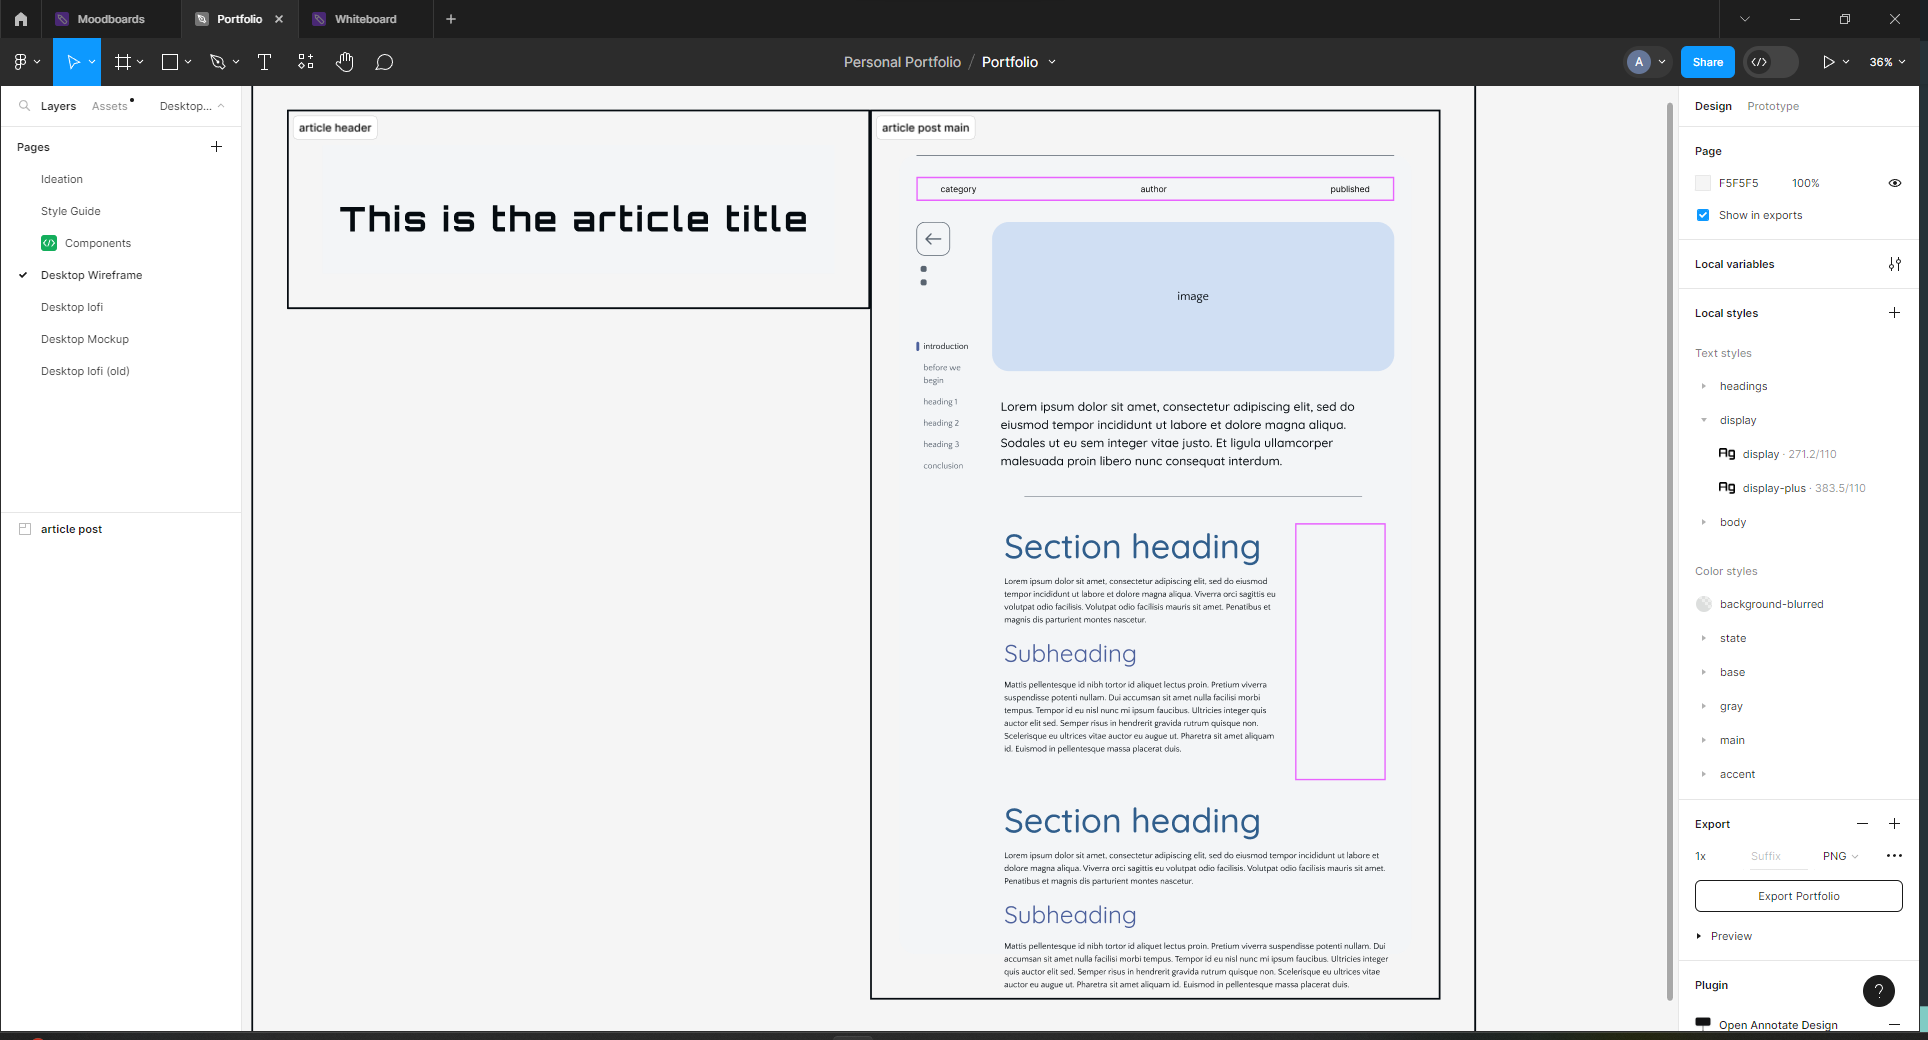 Moodboards
Portfolio
Whiteboard
Personal Portfolio / Portfolio
A
Share
36%
Layers
Assets
Desktop...
Pages
Ideation
Style Guide
Components
Desktop Wireframe
Desktop lofi
Desktop Mockup
Desktop lofi (old)
article post
article header
This is the article title
article post main
category author published
image
introduction
before we
begin
heading 1
heading 2
heading 3
conclusion
Lorem ipsum dolor sit amet, consectetur adipiscing elit, sed do
eiusmod tempor incididunt ut labore et dolore magna aliqua.
Sodales ut eu sem integer vitae justo. Et ligula ullamcorper
malesuada proin libero nunc consequat interdum.
Section heading
Lorem ipsum dolor sit amet, consectetur adipiscing elit, sed do eiusmod
tempor incididunt ut labore et dolore magna aliqua. Viverra orci sagittis eu
volutpat odio facilisis. Volutpat odio facilisis mauris sit amet. Penatibus et
magnis dis parturient montes nascetur.
Subheading
Mattis pellentesque id nibh tortor id aliquet lectus proin. Pretium viverra
suspendisse potenti nullam. Dui accumsan sit amet nulla facilisi morbi
tempus. Tempor id eu nisl nunc mi ipsum faucibus. Ultricies integer quis
auctor elit sed. Semper risus in hendrerit gravida rutrum quisque non.
Scelerisque eu ultrices vitae auctor eu augue ut. Pharetra sit amet aliquam
id. Euismod in pellentesque massa placerat duis.
Section heading
Lorem ipsum dolor sit amet, consectetur adipiscing elit, sed do eiusmod tempor incididunt ut labore et
dolore magna aliqua. Viverra orci sagittis eu volutpat odio facilisis. Volutpat odio facilisis mauris sit amet.
Penatibus et magnis dis parturient montes nascetur.
Subheading
Mattis pellentesque id nibh tortor id aliquet lectus proin. Pretium viverra suspendisse potenti nullam. Dui
accumsan sit amet nulla facilisi morbi tempus. Tempor id eu nisl nunc mi ipsum faucibus. Ultricies integer
quis auctor elit sed. Semper risus in hendrerit gravida rutrum quisque non. Scelerisque eu ultrices vitae
auctor eu augue ut. Pharetra sit amet aliquam id. Euismod in pellentesque massa placerat duis.
Design
Prototype
Page
F5F5F5 100%
Show in exports
Local variables
Local styles
Text styles
headings
display
Ag display · 271.2/110
Ag display-plus · 383.5/110
body
Color styles
background-blurred
state
base
gray
main
accent
Export
1x Suffix PNG
Export Portfolio
Preview
Plugin
?
Open Annotate Design